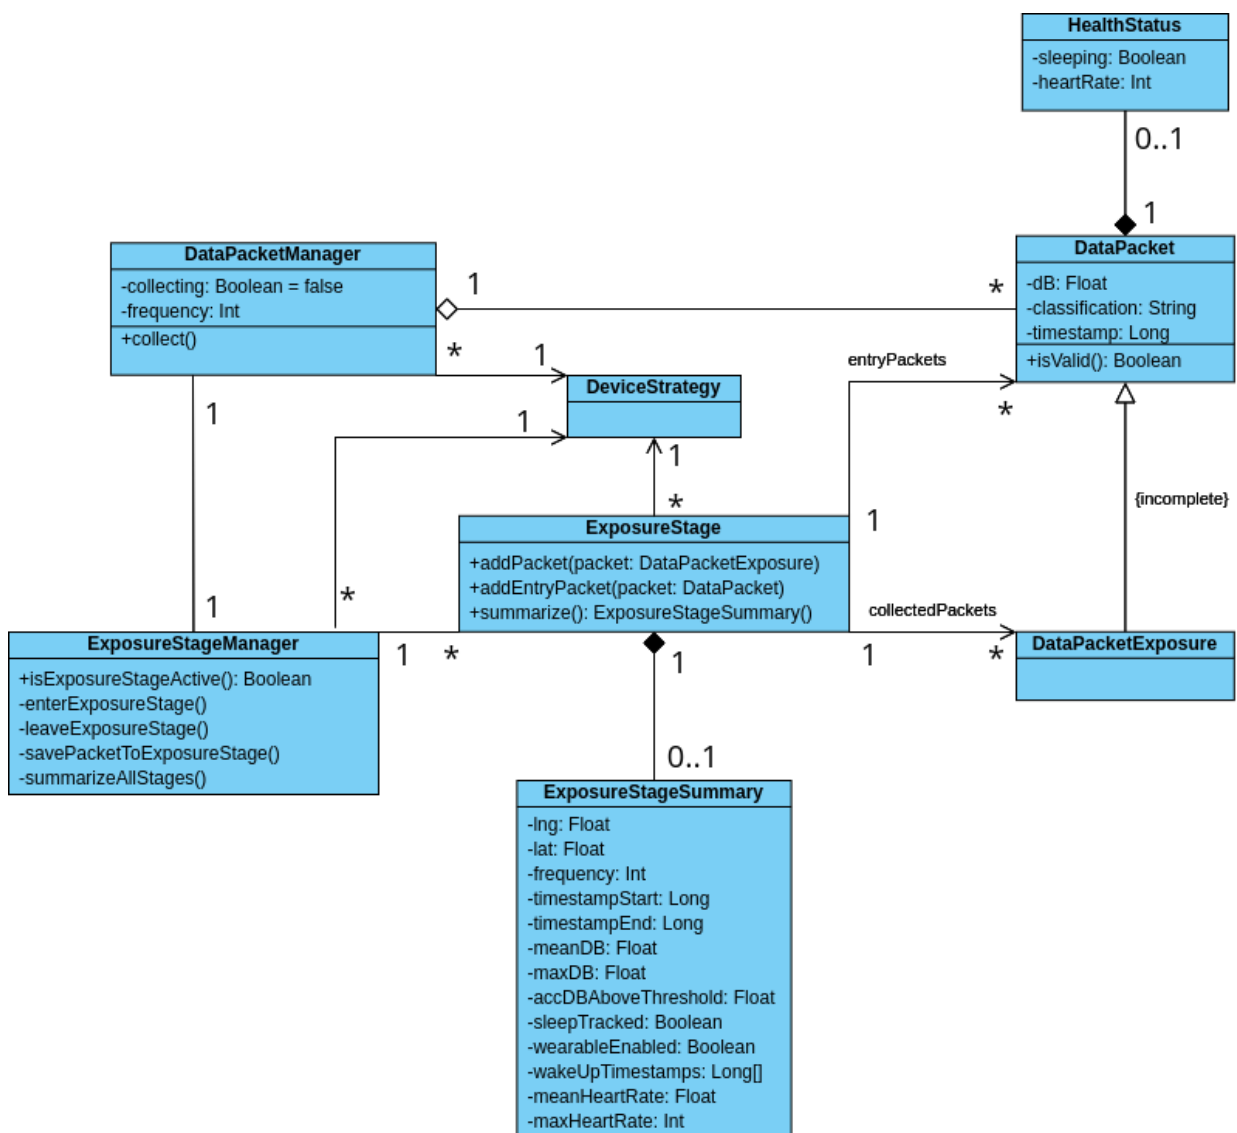 HealthStatus
-sleeping: Boolean
-heartRate: Int
0..1
1
DataPacket
-dB: Float
-classification: String
-timestamp: Long
+isValid(): Boolean
DataPacketManager
-collecting: Boolean = false
-frequency: Int
+collect()
1
*
*
1
DeviceStrategy
1
1
*
1
entryPackets
*
1
{incomplete}
ExposureStage
+addPacket(packet: DataPacketExposure)
+addEntryPacket(packet: DataPacket)
+summarize(): ExposureStageSummary()
1
*
collectedPackets
1
*
DataPacketExposure
ExposureStageManager
+isExposureStageActive(): Boolean
-enterExposureStage()
-leaveExposureStage()
-savePacketToExposureStage()
-summarizeAllStages()
1
*
1
0..1
ExposureStageSummary
-lng: Float
-lat: Float
-frequency: Int
-timestampStart: Long
-timestampEnd: Long
-meanDB: Float
-maxDB: Float
-accDBAboveThreshold: Float
-sleepTracked: Boolean
-wearableEnabled: Boolean
-wakeUpTimestamps: Long[]
-meanHeartRate: Float
-maxHeartRate: Int